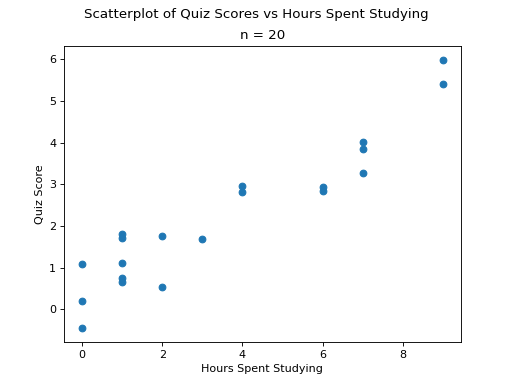 Scatterplot of Quiz Scores vs Hours Spent Studying
n = 20
6
5
4
3
2
1
0
Quiz Score
0 2 4 6 8
Hours Spent Studying